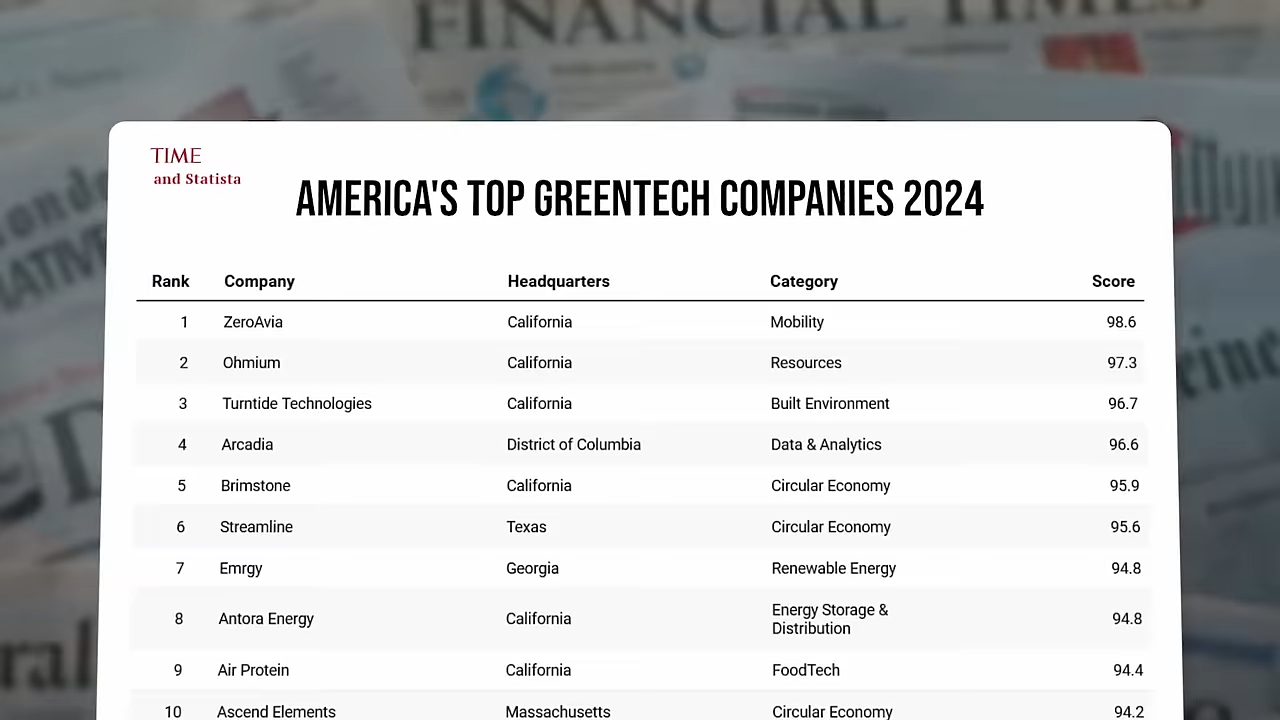 FINANCIAL TIMES
TIME
and Statista
AMERICA'S TOP GREENTECH COMPANIES 2024
Rank Company Headquarters Category Score
1 ZeroAvia California Mobility 98.6
2 Ohmium California Resources 97.3
3 Turntide Technologies California Built Environment 96.7
4 Arcadia District of Columbia Data & Analytics 96.6
5 Brimstone California Circular Economy 95.9
6 Streamline Texas Circular Economy 95.6
7 Emrgy Georgia Renewable Energy 94.8
8 Antora Energy California Energy Storage &
Distribution 94.8
9 Air Protein California FoodTech 94.4
10 Ascend Elements Massachusetts Circular Economy 94.2